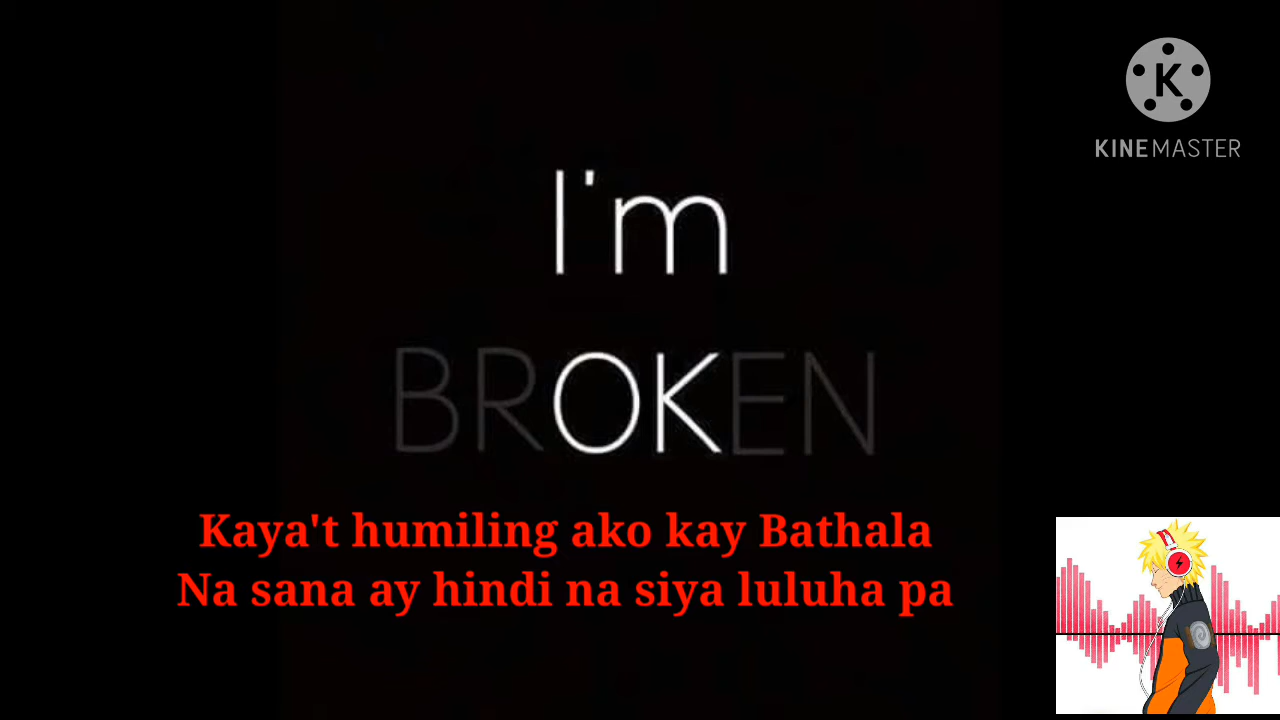 KINEMASTER
I'm
BROKEN
Kaya't humiling ako kay Bathala
Na sana ay hindi na siya luluha pa